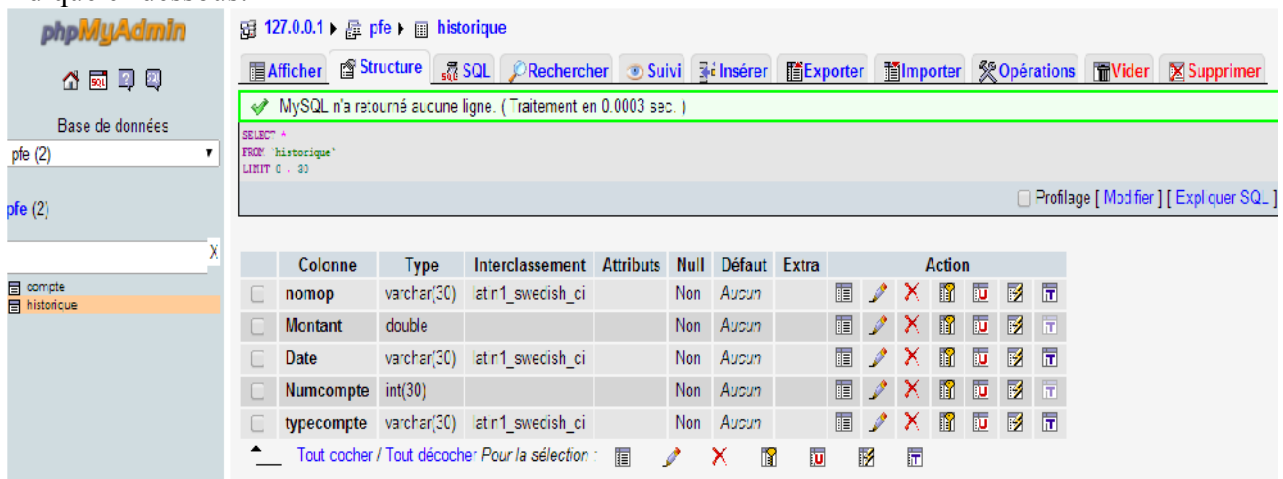 phpMyAdmin
Base de données
pfe (2)
pfe (2)
X
compte
historique
127.0.0.1 pfe historique
Afficher Structure SQL Rechercher Suivi Insérer Exporter Importer Opérations Vider Supprimer
MySQL n'a retourné aucune ligne. ( Traitement en 0.0003 sec. )
SELECT *
FROM `historique`
LIMIT 0 , 30
Profilage [ Modifier ] [ Expliquer SQL ]
Colonne Type Interclassement Attributs Null Défaut Extra Action
nomop varchar(30) latin1_swedish_ci Non Aucun
Montant double Non Aucun
Date varchar(30) latin1_swedish_ci Non Aucun
Numcompte int(30) Non Aucun
typecompte varchar(30) latin1_swedish_ci Non Aucun
Tout cocher / Tout décocher Pour la sélection :